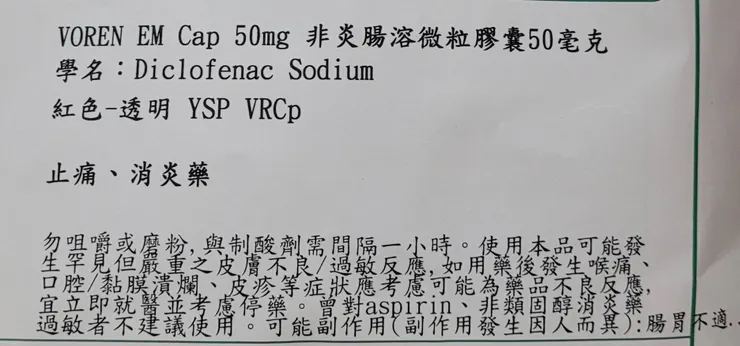 VOREN EM Cap 50mg 非炎腸溶微粒膠囊50毫克
學名：Diclofenac Sodium
紅色-透明 YSP VRCp
止痛、消炎藥
勿咀嚼或磨粉,與制酸劑需間隔一小時。使用本品可能發
生罕見但嚴重之皮膚不良/過敏反應,如用藥後發生喉痛、
口腔/黏膜潰瀾、皮疹等症狀應考慮可能為藥品不良反應,
宜立即就醫並考慮停藥。曾對aspirin、非類固醇消炎藥
過敏者不建議使用。可能副作用(副作用發生因人而異):腸胃不適..